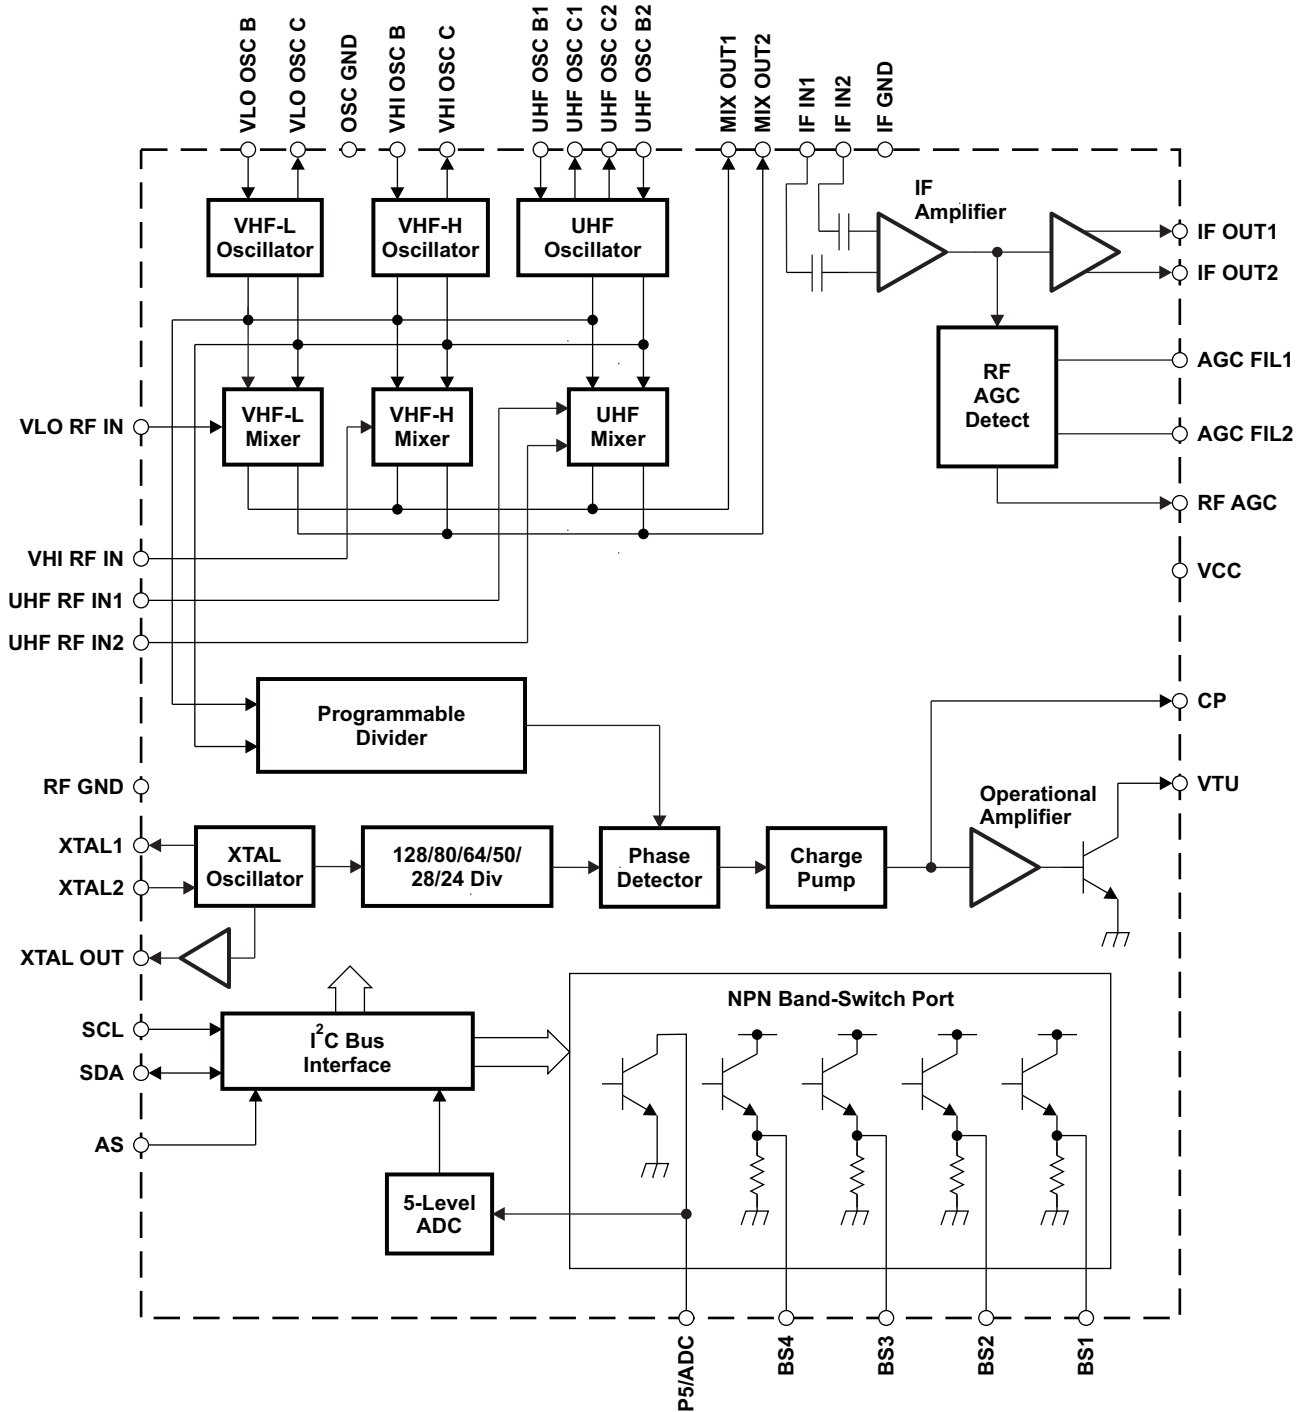 VLO OSC B
VLO OSC C
OSC GND
VHI OSC B
VHI OSC C
UHF OSC B1
UHF OSC C1
UHF OSC C2
UHF OSC B2
MIX OUT1
MIX OUT2
IF IN1
IF IN2
IF GND
VHF-L
Oscillator
VHF-H
Oscillator
UHF
Oscillator
IF
Amplifier
IF OUT1
IF OUT2
RF
AGC
Detect
AGC FIL1
AGC FIL2
RF AGC
VCC
VLO RF IN
VHF-L
Mixer
VHF-H
Mixer
UHF
Mixer
VHI RF IN
UHF RF IN1
UHF RF IN2
Programmable
Divider
CP
RF GND
VTU
Operational
Amplifier
XTAL1
XTAL2
XTAL
Oscillator
128/80/64/50/
28/24 Div
Phase
Detector
Charge
Pump
XTAL OUT
NPN Band-Switch Port
SCL
SDA
AS
I2C Bus
Interface
5-Level
ADC
P5/ADC
BS4
BS3
BS2
BS1